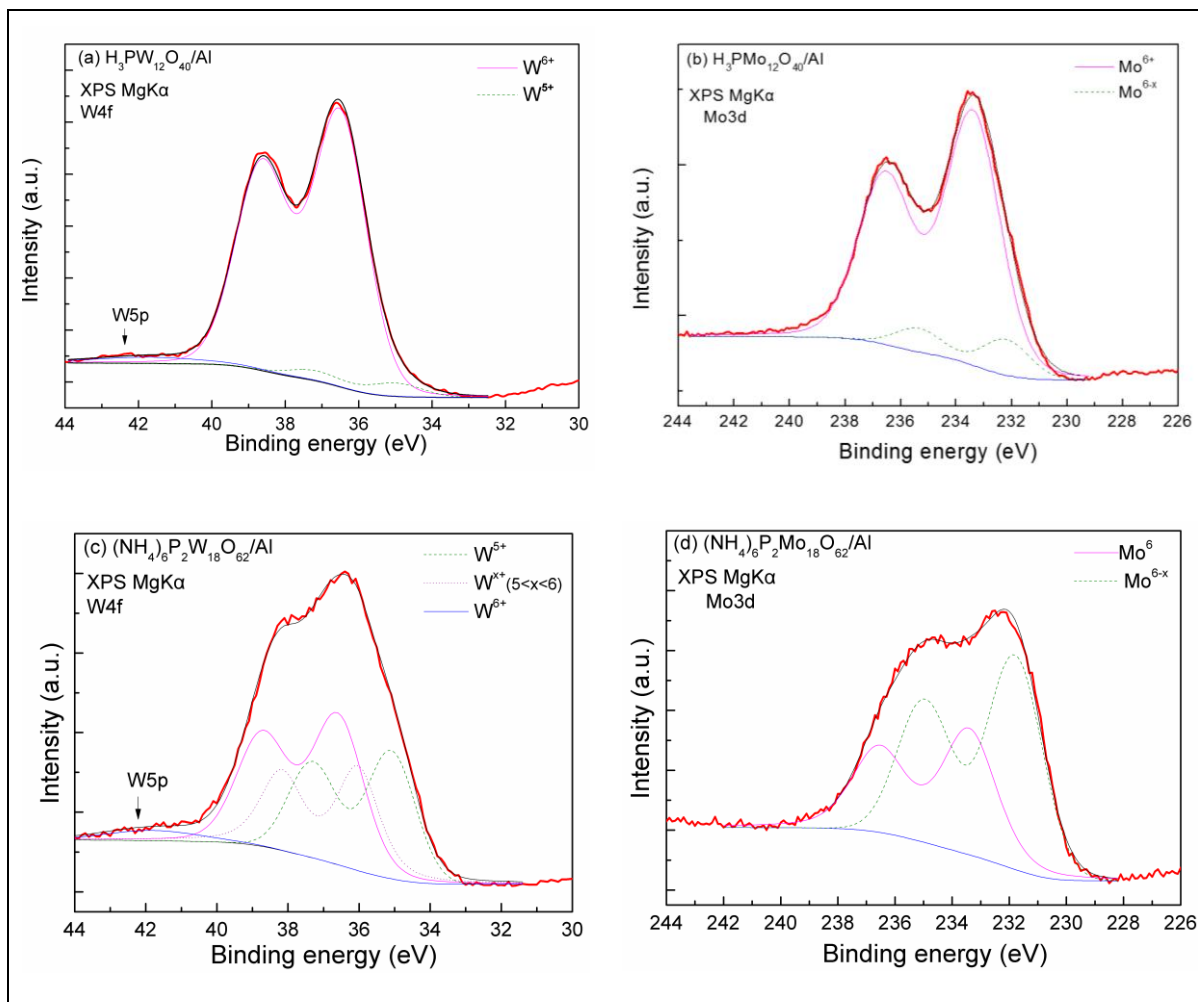 (a) H₃PW₁₂O₄₀/Al
XPS MgKα
W4f
W⁶⁺
W⁵⁺
W5p
Intensity (a.u.)
44 42 40 38 36 34 32 30
Binding energy (eV)
(b) H₃PMo₁₂O₄₀/Al
XPS MgKα
Mo3d
Mo⁶⁺
Mo⁶⁻ˣ
Intensity (a.u.)
244 242 240 238 236 234 232 230 228 226
Binding energy (eV)
(c) (NH₄)₆P₂W₁₈O₆₂/Al
XPS MgKα
W4f
W⁵⁺
Wˣ⁺(5<x<6)
W⁶⁺
W5p
Intensity (a.u.)
44 42 40 38 36 34 32 30
Binding energy (eV)
(d) (NH₄)₆P₂Mo₁₈O₆₂/Al
XPS MgKα
Mo3d
Mo⁶
Mo⁶⁻ˣ
Intensity (a.u.)
244 242 240 238 236 234 232 230 228 226
Binding energy (eV)